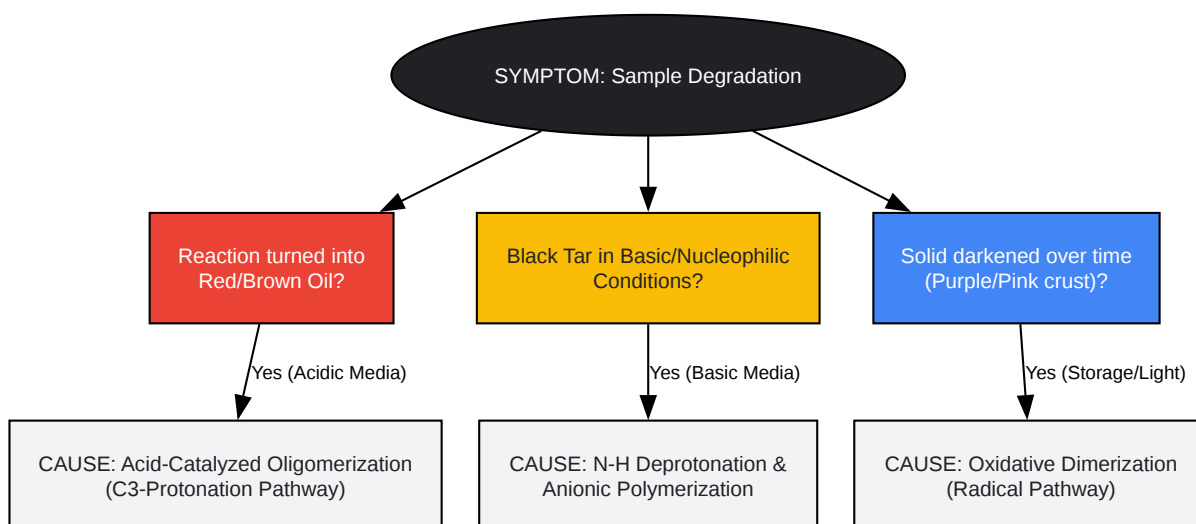 SYMPTOM: Sample Degradation
Reaction turned into
Red/Brown Oil?
Black Tar in Basic/Nucleophilic
Conditions?
Solid darkened over time
(Purple/Pink crust)?
Yes (Acidic Media)
Yes (Basic Media)
Yes (Storage/Light)
CAUSE: Acid-Catalyzed Oligomerization
(C3-Protonation Pathway)
CAUSE: N-H Deprotonation &
Anionic Polymerization
CAUSE: Oxidative Dimerization
(Radical Pathway)